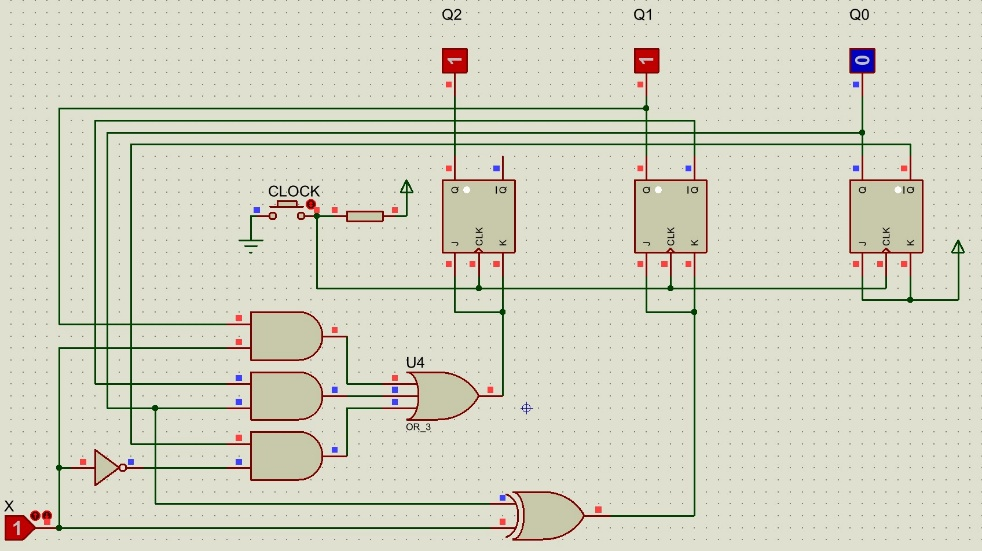 Q2 Q1 Q0
1 1 0
CLOCK
Q !Q Q !Q Q !Q
J CLK K J CLK K J CLK K
U4
OR_3
X
1